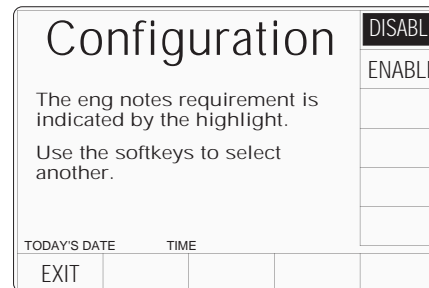 Configuration
DISABL
ENABLE
The eng notes requirement is
indicated by the highlight.
Use the softkeys to select
another.
TODAY'S DATE TIME
EXIT